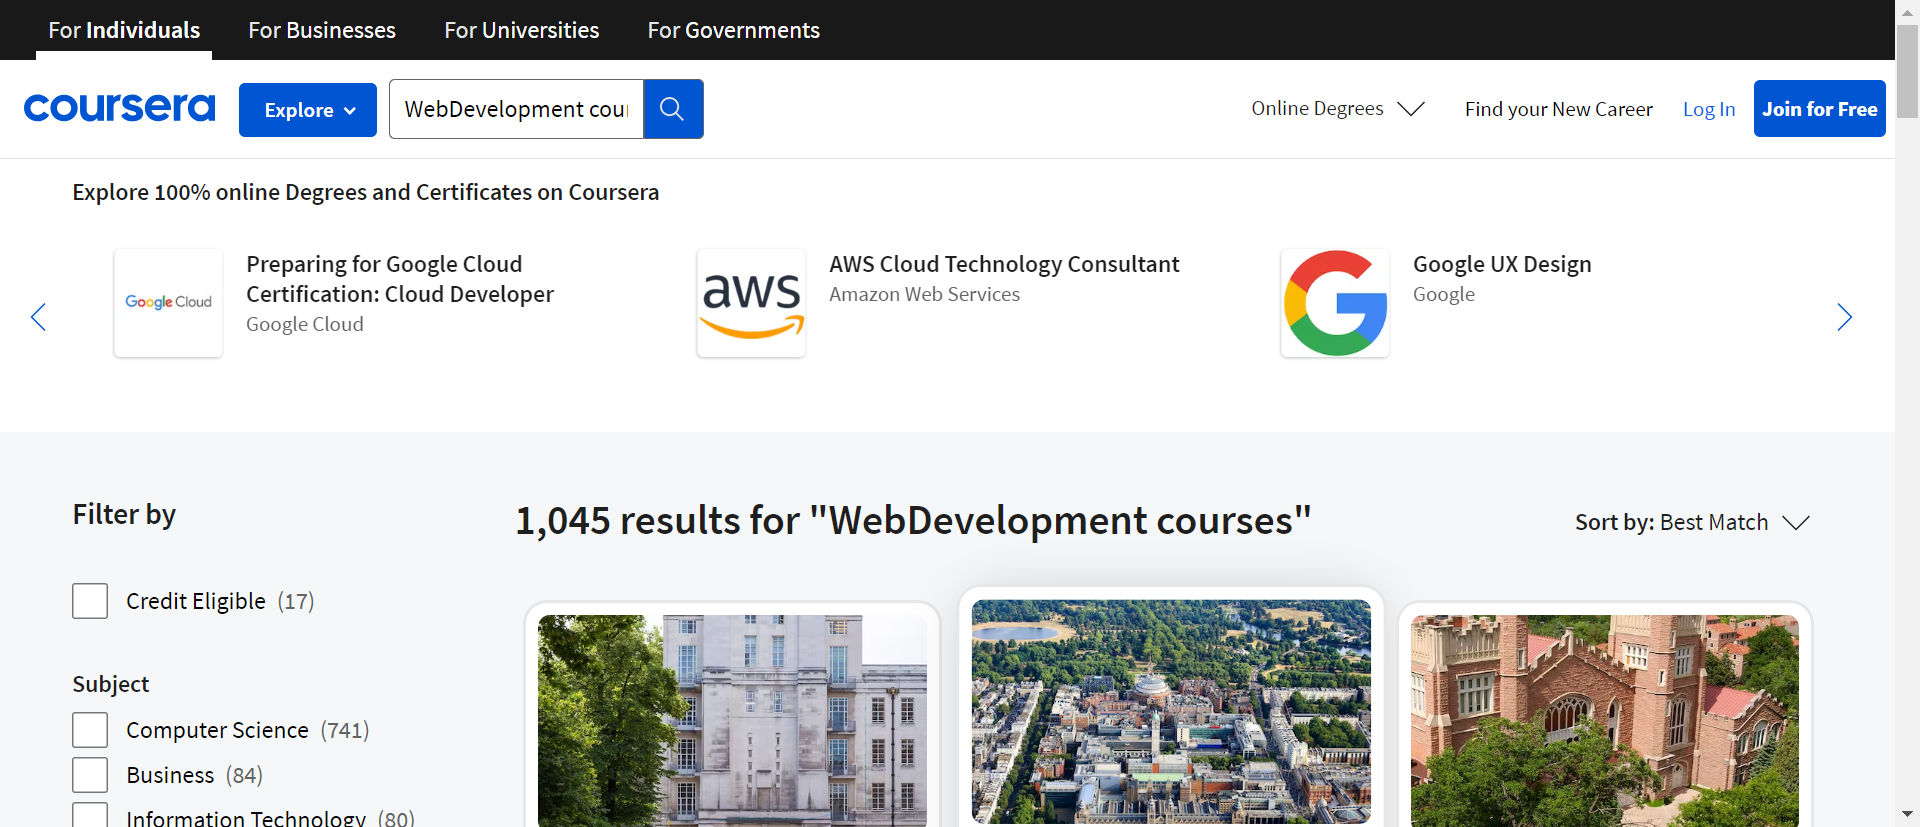 For Individuals For Businesses For Universities For Governments
coursera Explore WebDevelopment cour Online Degrees Find your New Career Log In Join for Free
Explore 100% online Degrees and Certificates on Coursera
Google Cloud
Preparing for Google Cloud
Certification: Cloud Developer
Google Cloud
aws
AWS Cloud Technology Consultant
Amazon Web Services
Google UX Design
Google
Filter by
1,045 results for "WebDevelopment courses"
Sort by: Best Match
Credit Eligible (17)
Subject
Computer Science (741)
Business (84)
Information Technology (80)